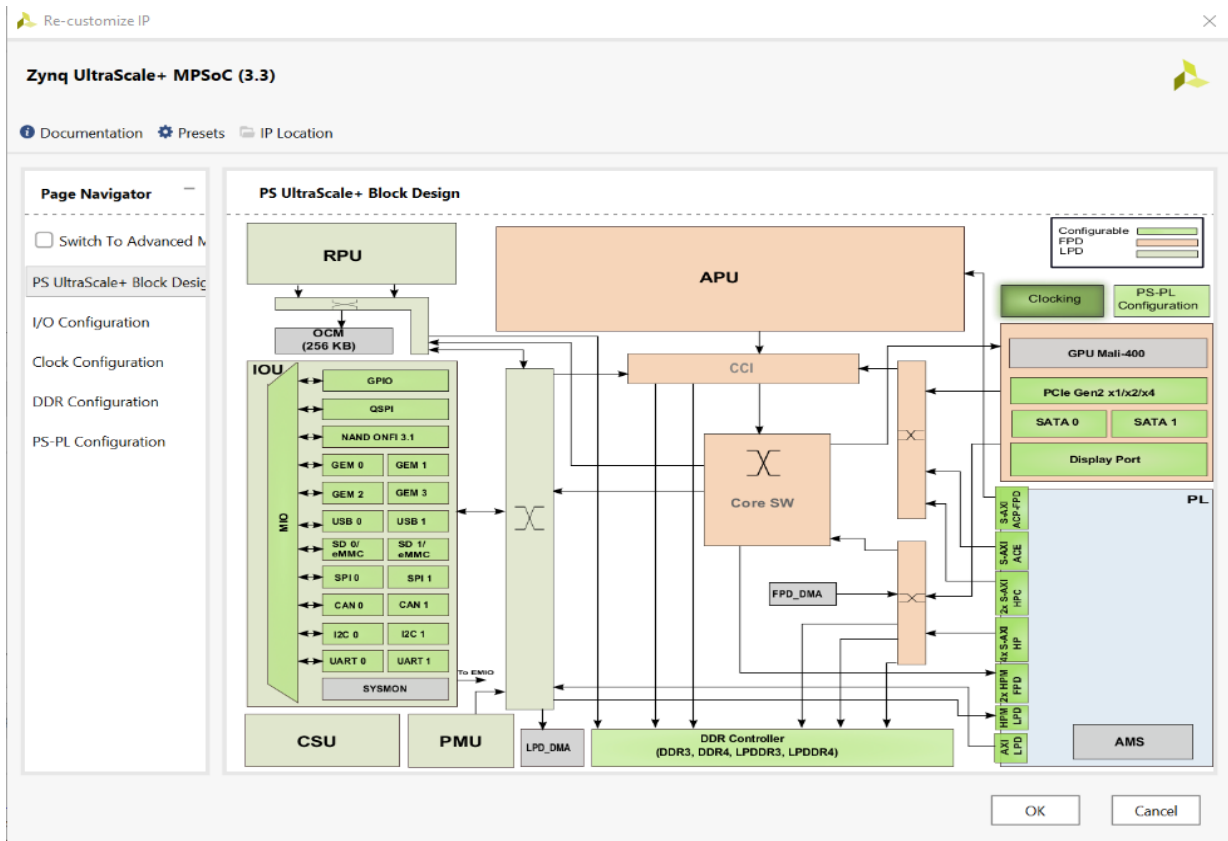 Re-customize IP
Zynq UltraScale+ MPSoC (3.3)
Documentation Presets IP Location
Page Navigator
Switch To Advanced M
PS UltraScale+ Block Desig
I/O Configuration
Clock Configuration
DDR Configuration
PS-PL Configuration
PS UltraScale+ Block Design
Configurable
FPD
LPD
RPU
APU
Clocking
PS-PL
Configuration
OCM
(256 KB)
CCI
GPU Mali-400
PCIe Gen2 x1/x2/x4
SATA 0 SATA 1
Display Port
IOU
MIO
GPIO
QSPI
NAND ONFI 3.1
GEM 0 GEM 1
GEM 2 GEM 3
USB 0 USB 1
SD 0/
eMMC
SD 1/
eMMC
SPI 0 SPI 1
CAN 0 CAN 1
I2C 0 I2C 1
UART 0 UART 1
SYSMON
To EMIO
Core SW
FPD_DMA
PL
S-AXI
ACP-FPD
S-AXI
ACE
2x S-AXI
HPC
4x S-AXI
HP
2x HPM
FPD
HPM
LPD
AXI
LPD
AMS
CSU
PMU
LPD_DMA
DDR Controller
(DDR3, DDR4, LPDDR3, LPDDR4)
OK Cancel